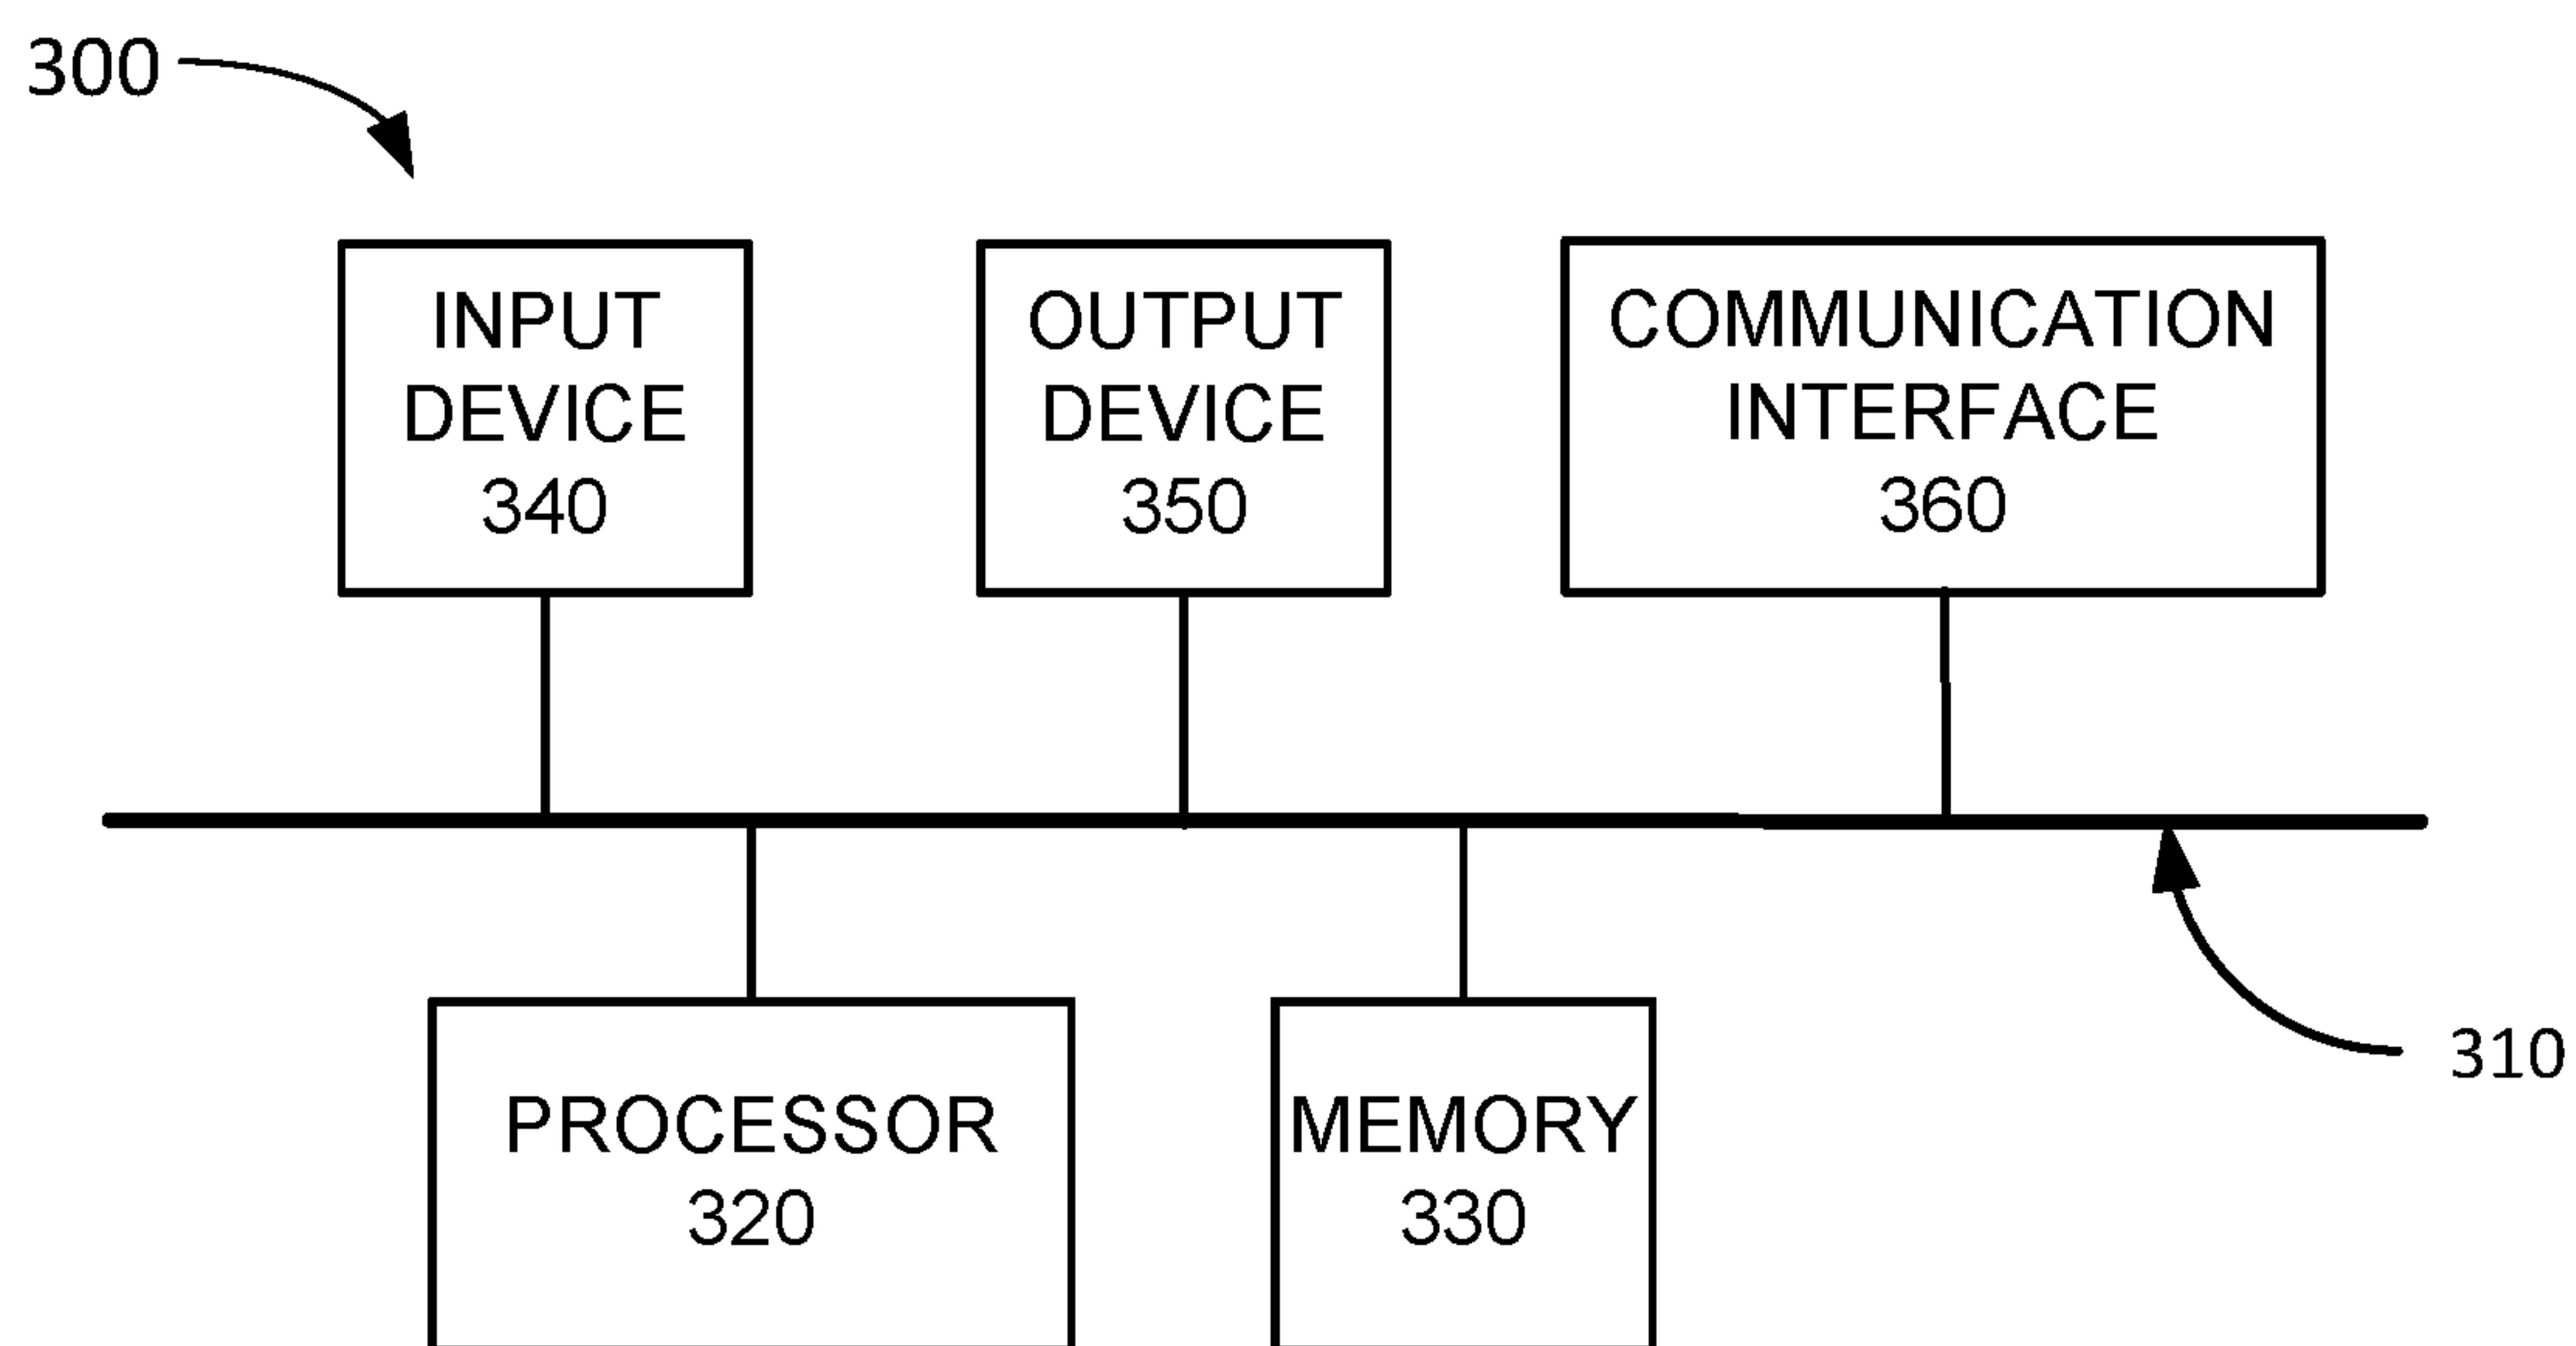 300
INPUT
DEVICE
340
OUTPUT
DEVICE
350
COMMUNICATION
INTERFACE
360
PROCESSOR
320
MEMORY
330
310